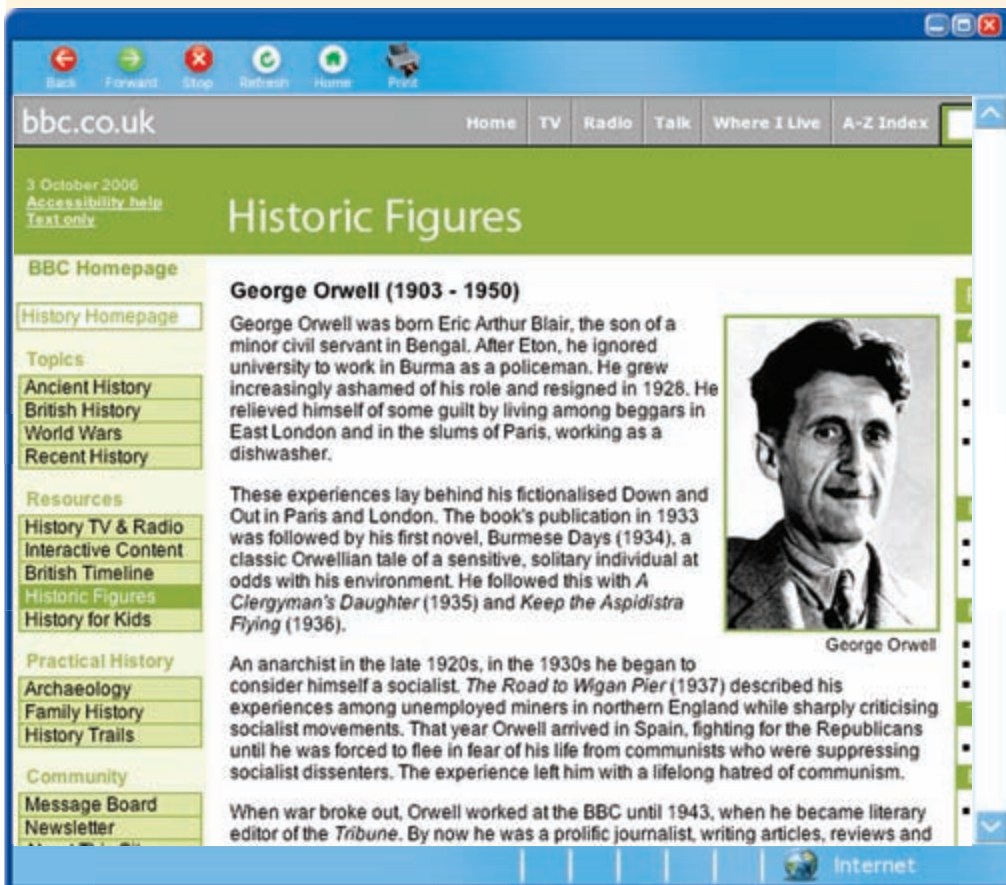 Back Forward Stop Refresh Home Print
bbc.co.uk
Home TV Radio Talk Where I Live A-Z Index
3 October 2006
Accessibility help
Text only
Historic Figures
BBC Homepage
History Homepage
Topics
Ancient History
British History
World Wars
Recent History
Resources
History TV & Radio
Interactive Content
British Timeline
Historic Figures
History for Kids
Practical History
Archaeology
Family History
History Trails
Community
Message Board
Newsletter
George Orwell (1903 - 1950)
George Orwell was born Eric Arthur Blair, the son of a
minor civil servant in Bengal. After Eton, he ignored
university to work in Burma as a policeman. He grew
increasingly ashamed of his role and resigned in 1928. He
relieved himself of some guilt by living among beggars in
East London and in the slums of Paris, working as a
dishwasher.
These experiences lay behind his fictionalised Down and
Out in Paris and London. The book's publication in 1933
was followed by his first novel, Burmese Days (1934), a
classic Orwellian tale of a sensitive, solitary individual at
odds with his environment. He followed this with A
Clergyman's Daughter (1935) and Keep the Aspidistra
Flying (1936).
George Orwell
An anarchist in the late 1920s, in the 1930s he began to
consider himself a socialist. The Road to Wigan Pier (1937) described his
experiences among unemployed miners in northern England while sharply criticising
socialist movements. That year Orwell arrived in Spain, fighting for the Republicans
until he was forced to flee in fear of his life from communists who were suppressing
socialist dissenters. The experience left him with a lifelong hatred of communism.
When war broke out, Orwell worked at the BBC until 1943, when he became literary
editor of the Tribune. By now he was a prolific journalist, writing articles, reviews and
Internet